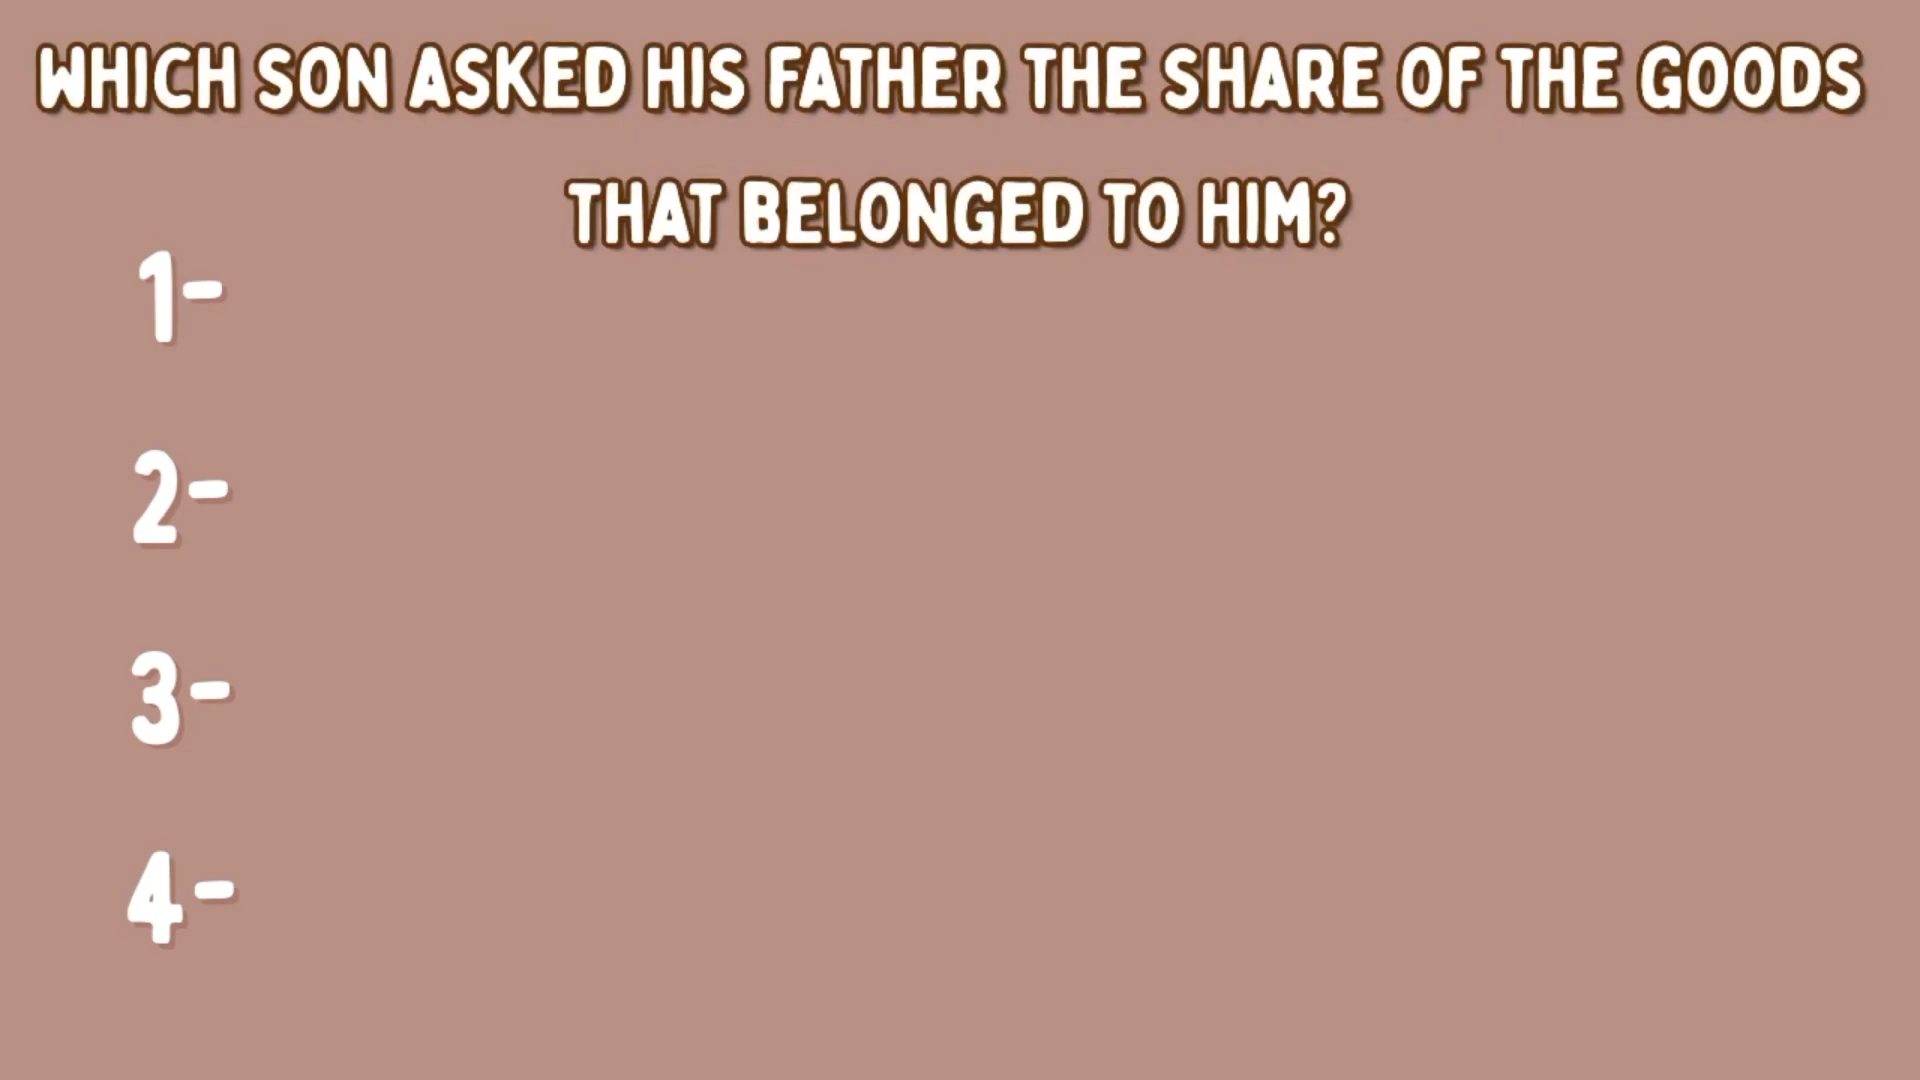 WHICH SON ASKED HIS FATHER THE SHARE OF THE GOODS
THAT BELONGED TO HIM?
1-
2-
3-
4-